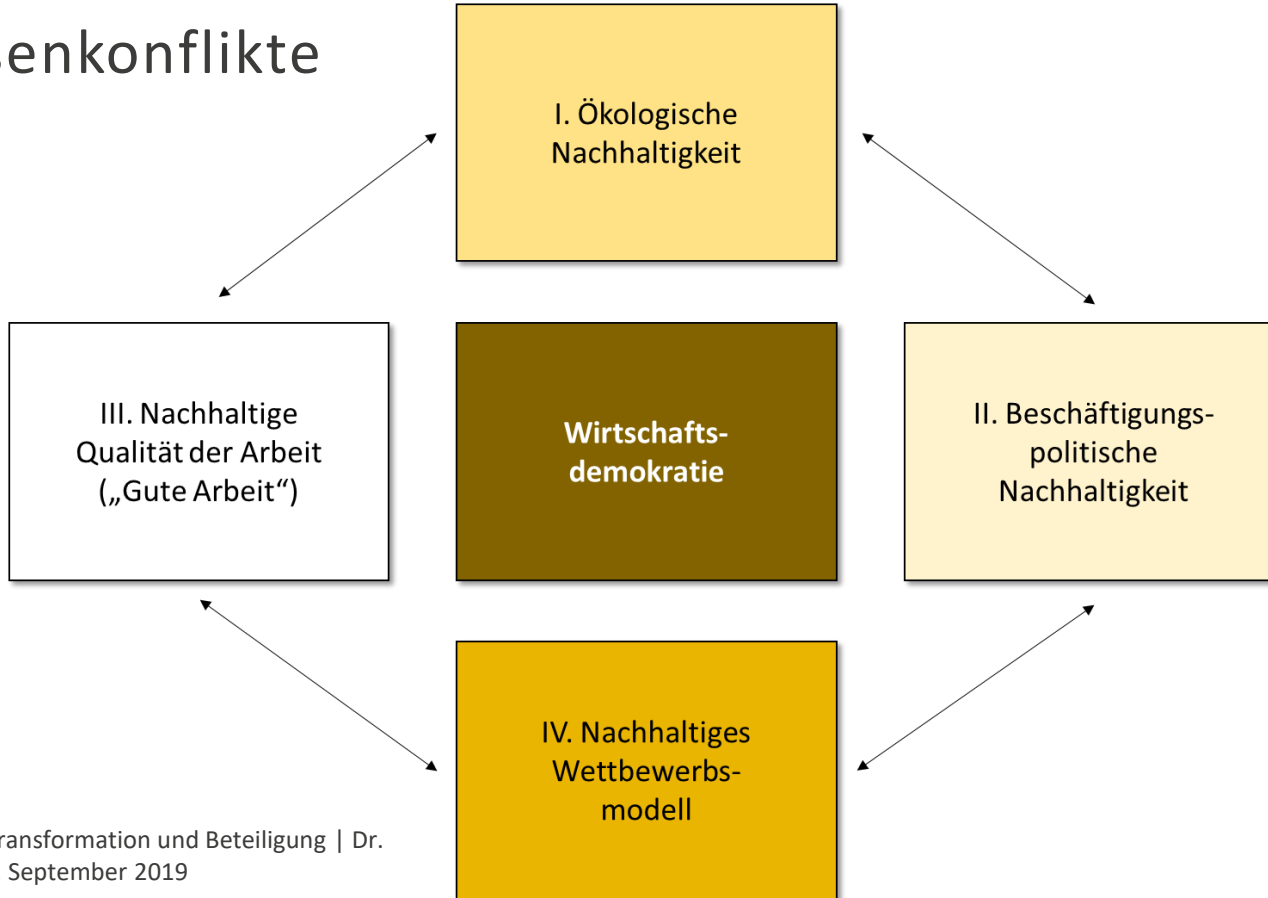 senkonflikte
I. Ökologische
Nachhaltigkeit
III. Nachhaltige
Qualität der Arbeit
(„Gute Arbeit“)
Wirtschafts-
demokratie
II. Beschäftigungs-
politische
Nachhaltigkeit
IV. Nachhaltiges
Wettbewerbs-
modell
ransformation und Beteiligung | Dr.
September 2019